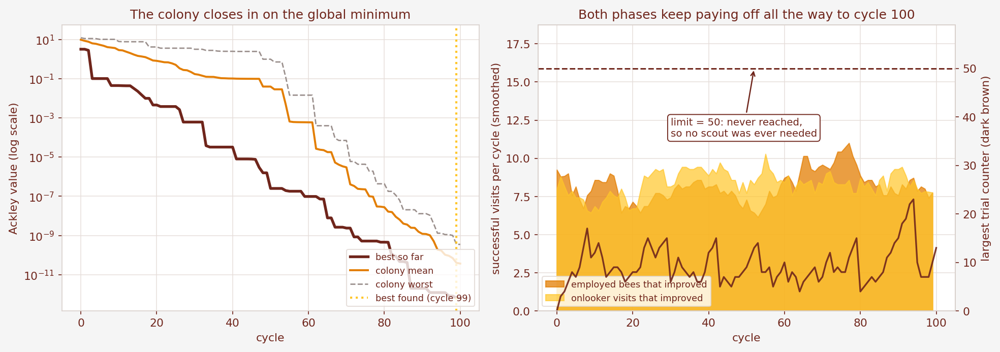 The colony closes in on the global minimum
Ackley value (log scale)
10^1
10^−1
10^−3
10^−5
10^−7
10^−9
10^−11
0 20 40 60 80 100
cycle
best so far
colony mean
colony worst
best found (cycle 99)
Both phases keep paying off all the way to cycle 100
successful visits per cycle (smoothed)
17.5
15.0
12.5
10.0
7.5
5.0
2.5
0.0
limit = 50: never reached,
so no scout was ever needed
employed bees that improved
onlooker visits that improved
0 20 40 60 80 100
cycle
50
40
30
20
10
0
largest trial counter (dark brown)